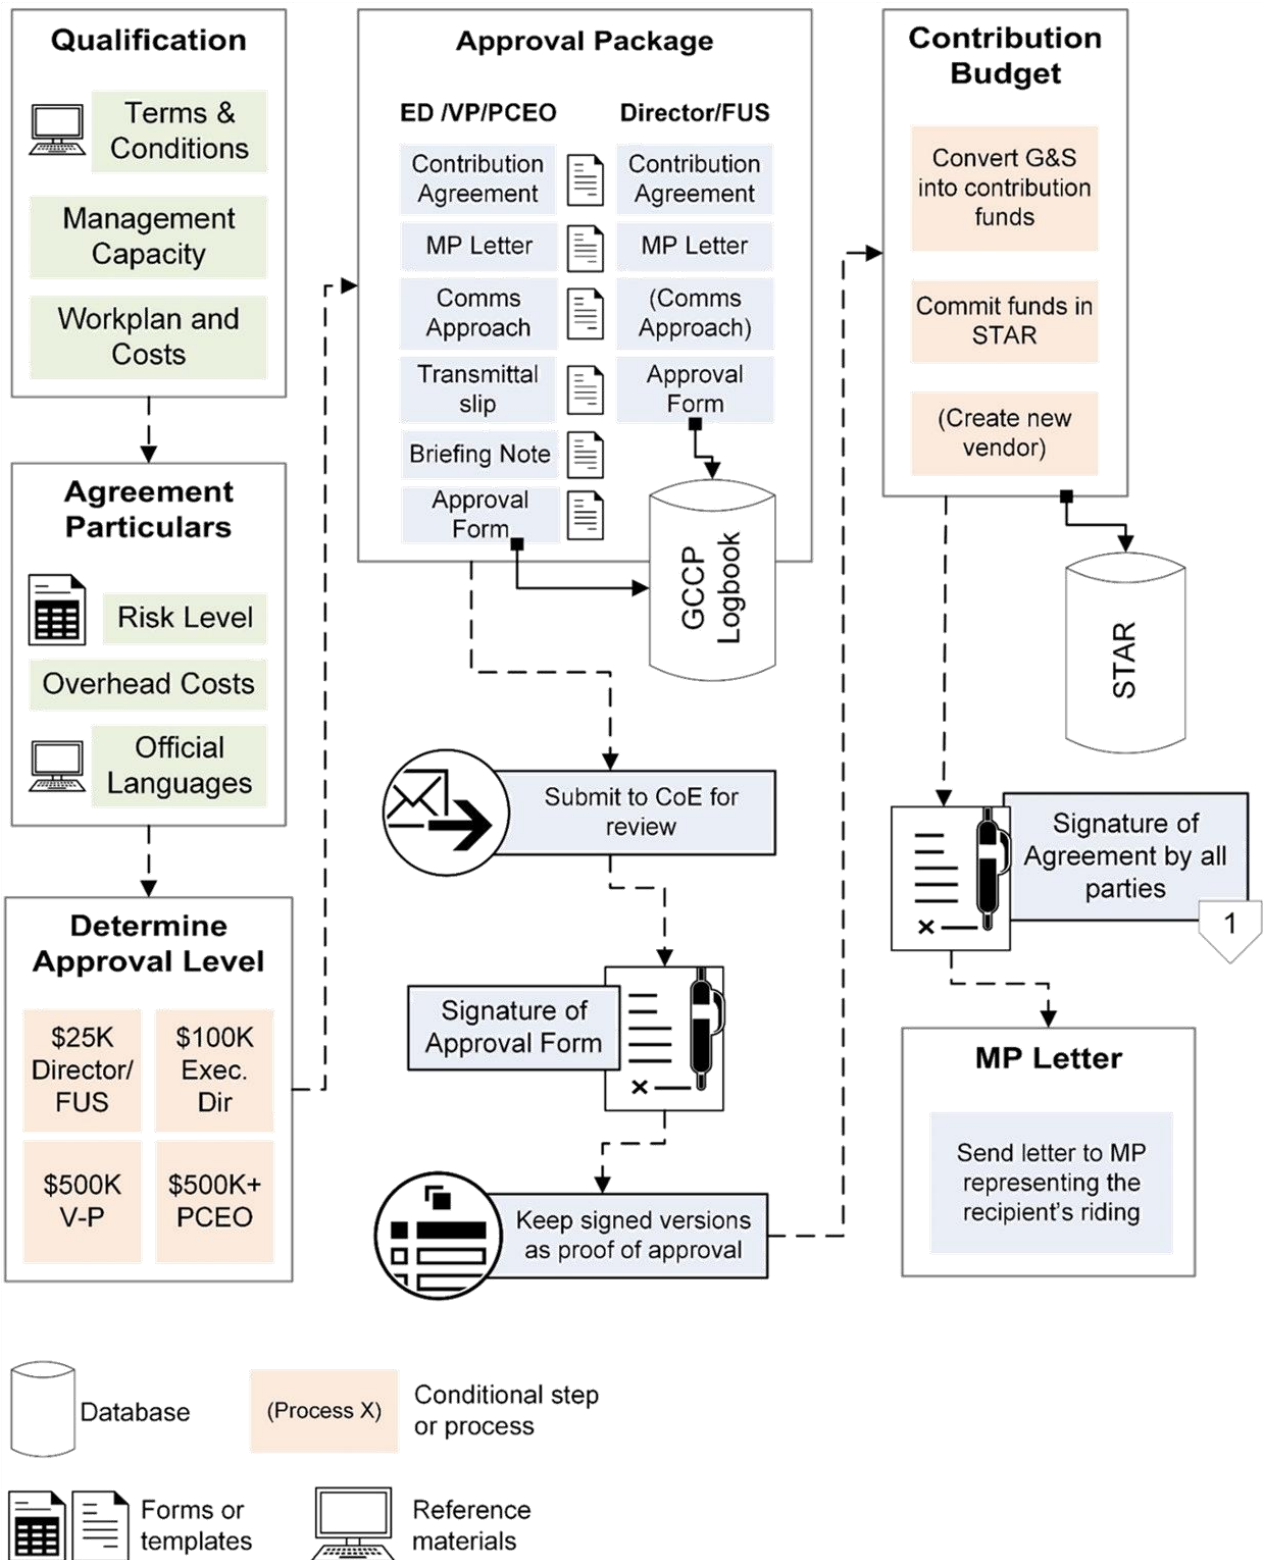 Qualification
Terms &
Conditions
Management
Capacity
Workplan and
Costs
Agreement
Particulars
Risk Level
Overhead Costs
Official
Languages
Determine
Approval Level
$25K
Director/
FUS
$100K
Exec.
Dir
$500K
V-P
$500K+
PCEO
Approval Package
ED /VP/PCEO
Contribution
Agreement
MP Letter
Comms
Approach
Transmittal
slip
Briefing Note
Approval
Form
Director/FUS
Contribution
Agreement
MP Letter
(Comms
Approach)
Approval
Form
GCCP
Logbook
Submit to CoE for
review
Signature of
Approval Form
Keep signed versions
as proof of approval
Contribution
Budget
Convert G&S
into contribution
funds
Commit funds in
STAR
(Create new
vendor)
STAR
Signature of
Agreement by all
parties
1
MP Letter
Send letter to MP
representing the
recipient's riding
Database
(Process X)
Conditional step
or process
Forms or
templates
Reference
materials